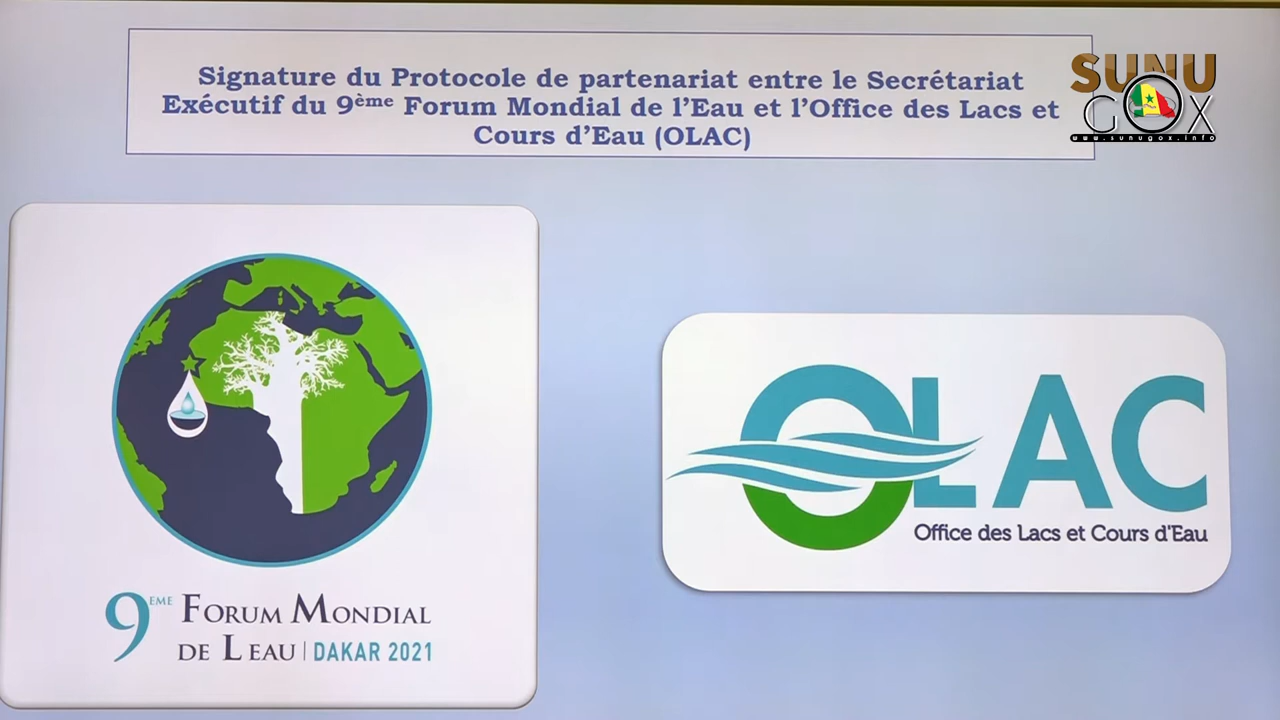 Signature du Protocole de partenariat entre le Secrétariat
Exécutif du 9ème Forum Mondial de l'Eau et l'Office des Lacs et
Cours d'Eau (OLAC)
SUNU
GOX
www.sunugox.info
9EME FORUM MONDIAL
DE L EAU | DAKAR 2021
OLAC
Office des Lacs et Cours d'Eau